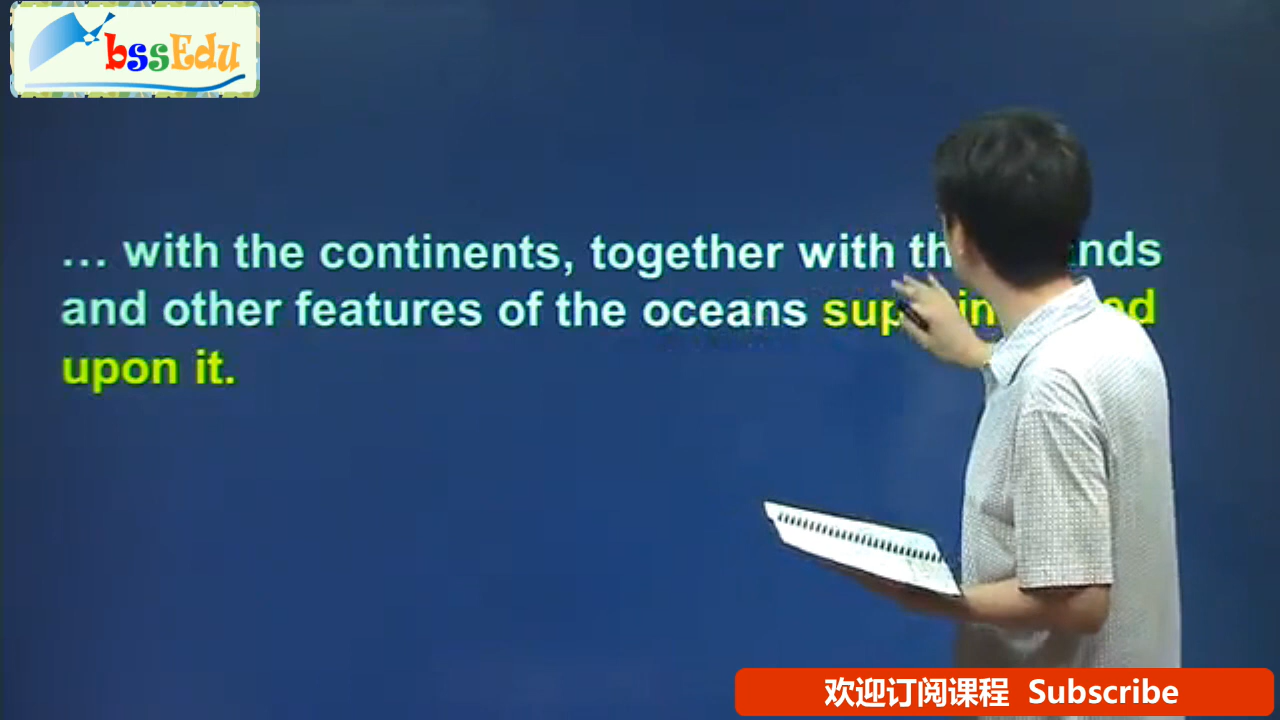 bssEdu
… with the continents, together with
and other features of the oceans
upon it.
欢迎订阅课程 Subscribe